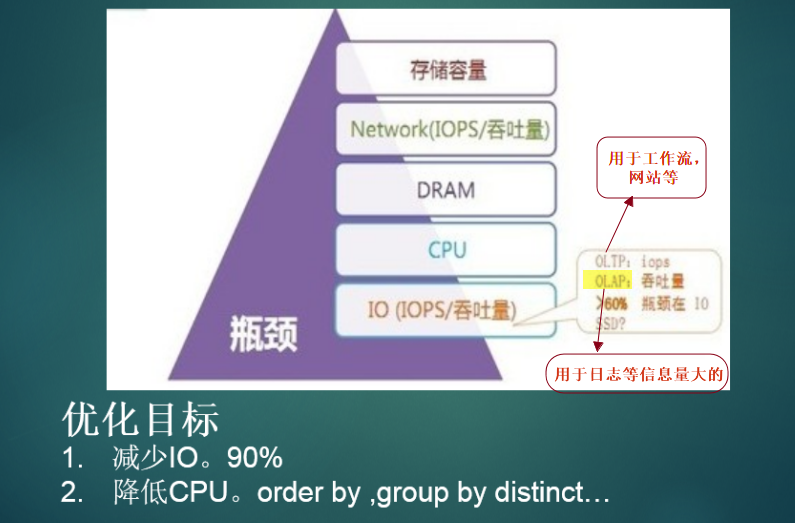 存储容量
Network(IOPS/吞吐量)
DRAM
CPU
IO (IOPS/吞吐量)
瓶颈
用于工作流，
网站等
OLTP: iops
OLAP: 吞吐量
>60% 瓶颈在 IO
SSD?
用于日志等信息量大的
优化目标
1. 减少IO。90%
2. 降低CPU。order by ,group by distinct…